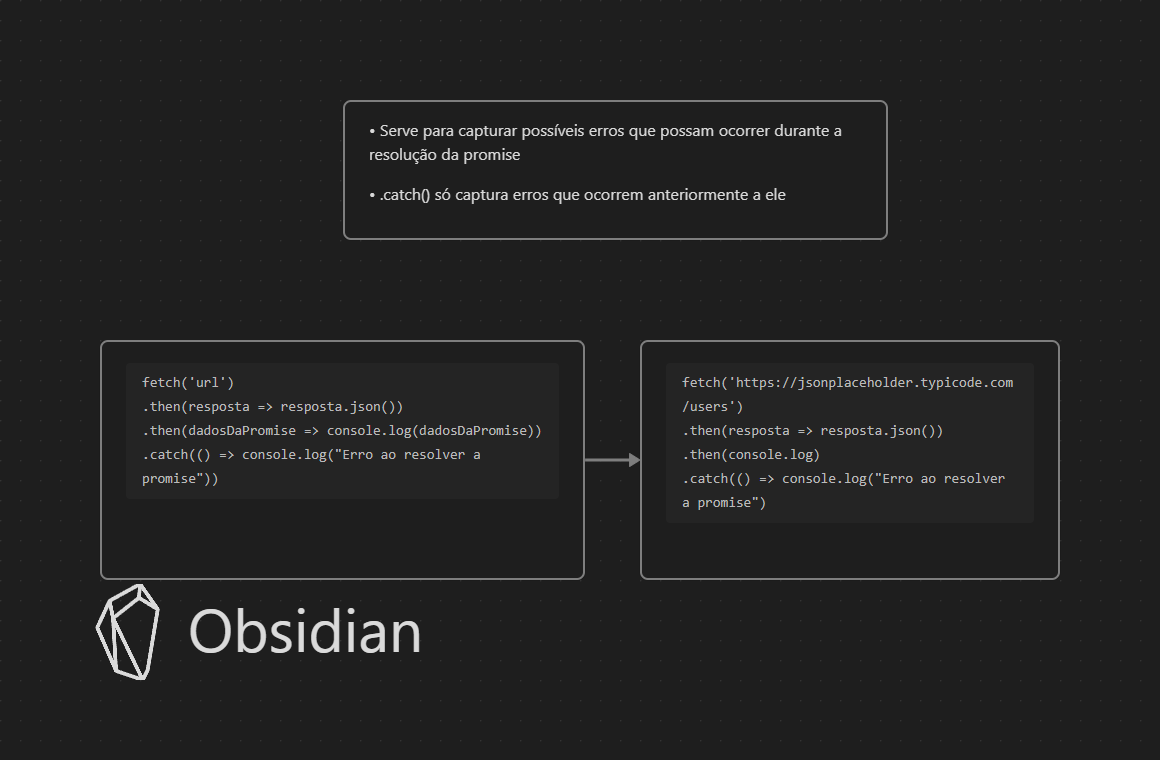 • Serve para capturar possíveis erros que possam ocorrer durante a
resolução da promise
• .catch() só captura erros que ocorrem anteriormente a ele
fetch('url')
.then(resposta => resposta.json())
.then(dadosDaPromise => console.log(dadosDaPromise))
.catch(() => console.log("Erro ao resolver a
promise"))
fetch('https://jsonplaceholder.typicode.com
/users')
.then(resposta => resposta.json())
.then(console.log)
.catch(() => console.log("Erro ao resolver
a promise")
Obsidian